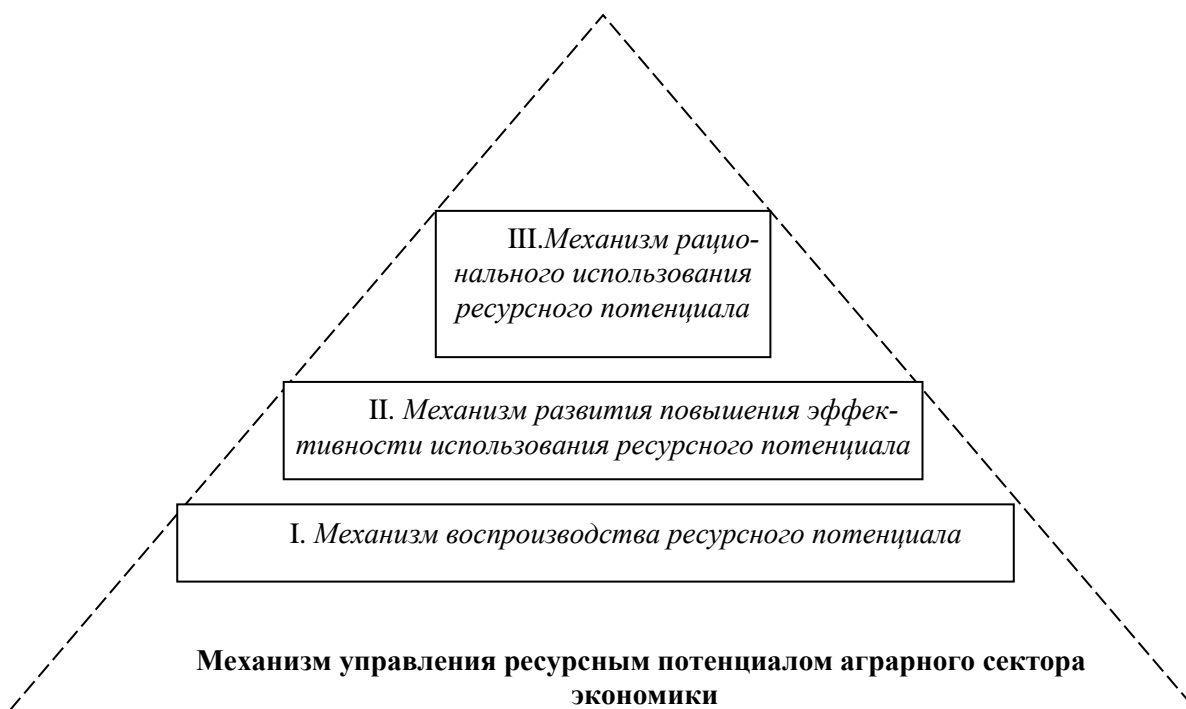 III.Механизм рацио-
нального использования
ресурсного потенциала
II. Механизм развития повышения эффек-
тивности использования ресурсного потенциала
I. Механизм воспроизводства ресурсного потенциала
Механизм управления ресурсным потенциалом аграрного сектора
экономики